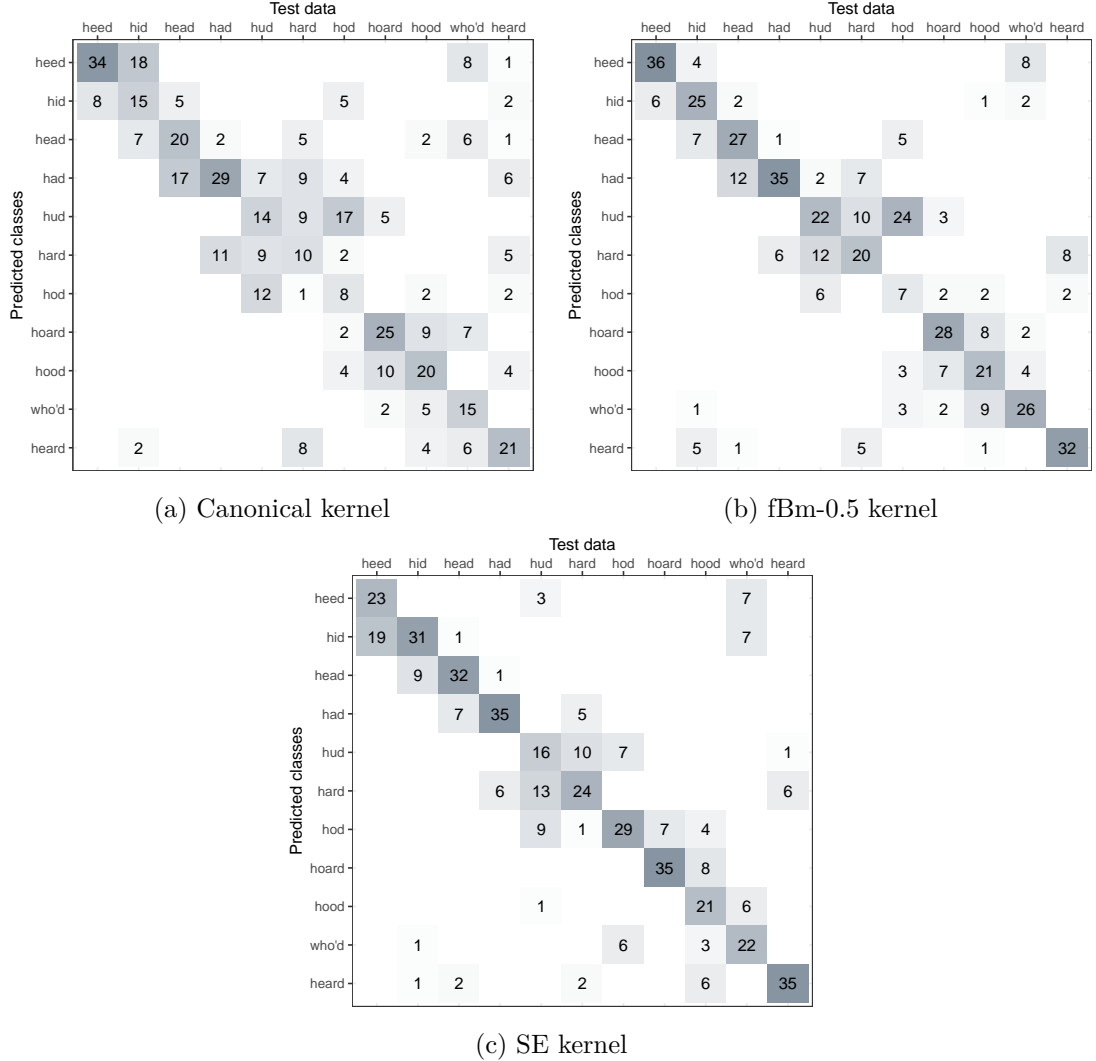 Test data
heed hid head had hud hard hod hoard hood who'd heard
Predicted classes
heed 34 18 8 1
hid 8 15 5 5 2
head 7 20 2 5 2 6 1
had 17 29 7 9 4 6
hud 14 9 17 5
hard 11 9 10 2 5
hod 12 1 8 2 2
hoard 2 25 9 7
hood 4 10 20 4
who'd 2 5 15
heard 2 8 4 6 21
(a) Canonical kernel
Test data
heed hid head had hud hard hod hoard hood who'd heard
Predicted classes
heed 36 4 8
hid 6 25 2 1 2
head 7 27 1 5
had 12 35 2 7
hud 22 10 24 3
hard 6 12 20 8
hod 6 7 2 2 2
hoard 28 8 2
hood 3 7 21 4
who'd 1 3 2 9 26
heard 5 1 5 1 32
(b) fBm-0.5 kernel
Test data
heed hid head had hud hard hod hoard hood who'd heard
Predicted classes
heed 23 3 7
hid 19 31 1 7
head 9 32 1
had 7 35 5
hud 16 10 7 1
hard 6 13 24 6
hod 9 1 29 7 4
hoard 35 8
hood 1 21 6
who'd 1 6 3 22
heard 1 2 2 6 35
(c) SE kernel